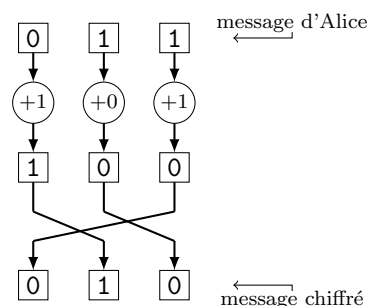 message d'Alice
0 1 1
+1 +0 +1
1 0 0
0 1 0
message chiffré